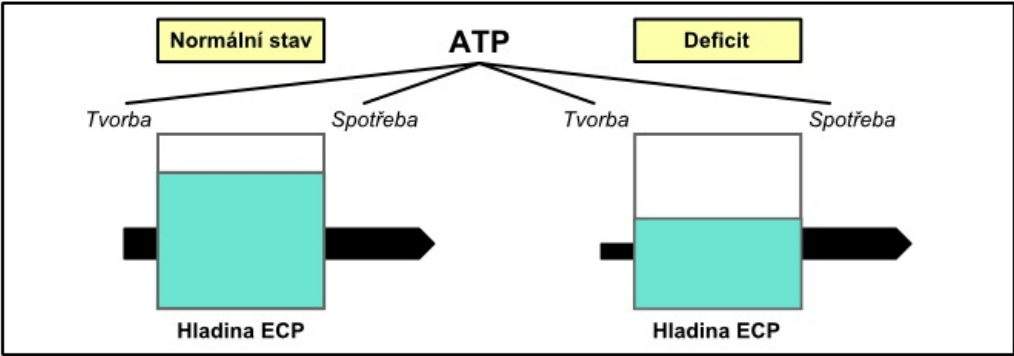 Normální stav
ATP
Deficit
Tvorba
Spotřeba
Tvorba
Spotřeba
Hladina ECP
Hladina ECP